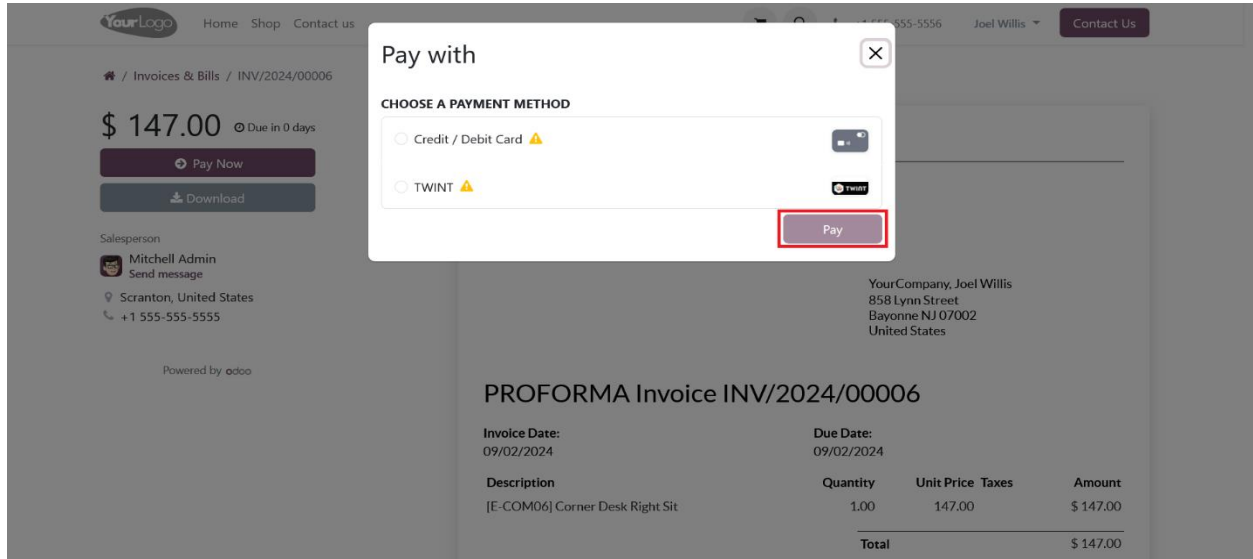 YourLogo Home Shop Contact us 555-5556 Joel Willis Contact Us
/ Invoices & Bills / INV/2024/00006
$ 147.00 Due in 0 days
Pay Now
Download
Salesperson
Mitchell Admin
Send message
Scranton, United States
+1 555-555-5555
Powered by odoo
Pay with
CHOOSE A PAYMENT METHOD
Credit / Debit Card
TWINT TWINT
Pay
YourCompany, Joel Willis
858 Lynn Street
Bayonne NJ 07002
United States
PROFORMA Invoice INV/2024/00006
Invoice Date: Due Date:
09/02/2024 09/02/2024
Description Quantity Unit Price Taxes Amount
[E-COM06] Corner Desk Right Sit 1.00 147.00 $ 147.00
Total $ 147.00